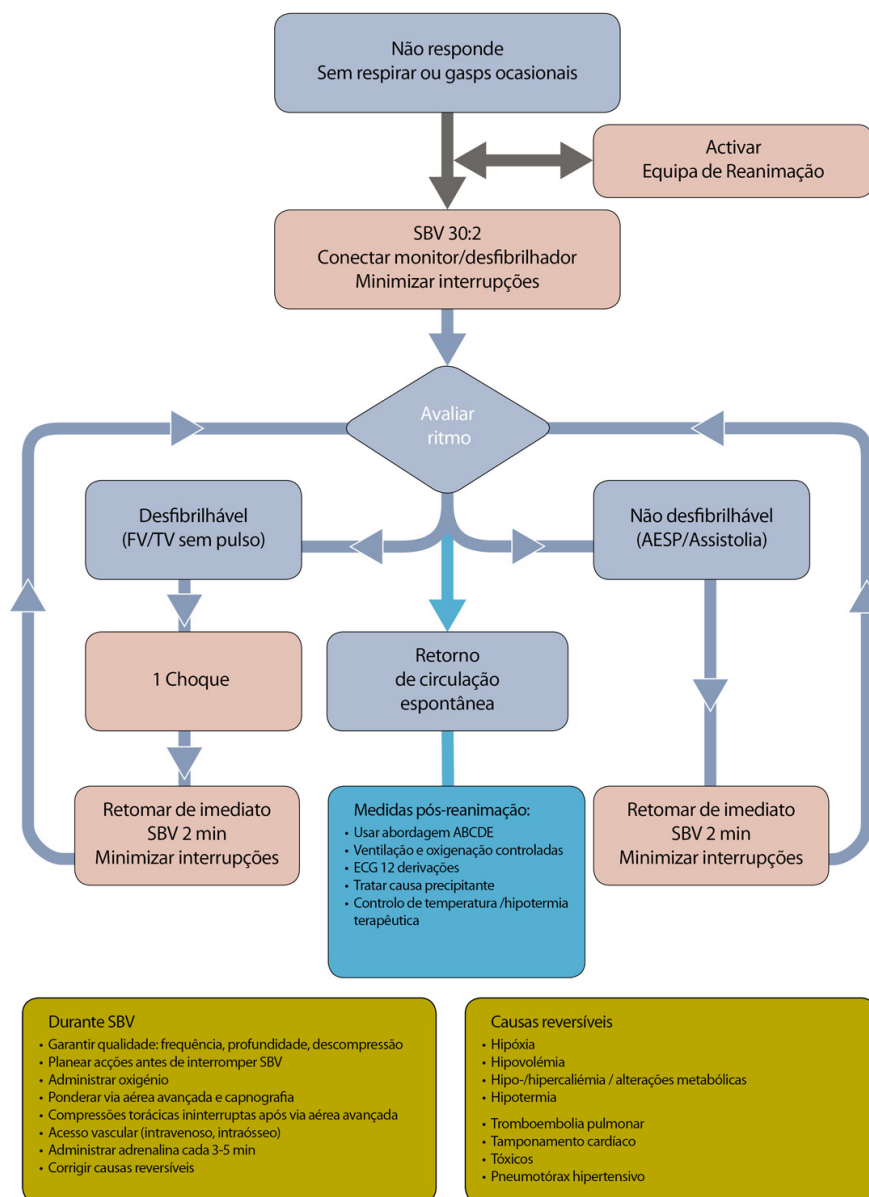 Não responde
Sem respirar ou gasps ocasionais
Activar
Equipa de Reanimação
SBV 30:2
Conectar monitor/desfibrilhador
Minimizar interrupções
Avaliar
ritmo
Desfibrilhável
(FV/TV sem pulso)
Não desfibrilhável
(AESP/Assistolia)
1 Choque
Retorno
de circulação
espontânea
Retomar de imediato
SBV 2 min
Minimizar interrupções
Medidas pós-reanimação:
• Usar abordagem ABCDE
• Ventilação e oxigenação controladas
• ECG 12 derivações
• Tratar causa precipitante
• Controlo de temperatura /hipotermia
terapêutica
Retomar de imediato
SBV 2 min
Minimizar interrupções
Durante SBV
• Garantir qualidade: frequência, profundidade, descompressão
• Planear acções antes de interromper SBV
• Administrar oxigénio
• Ponderar via aérea avançada e capnografia
• Compressões torácicas ininterruptas após via aérea avançada
• Acesso vascular (intravenoso, intraósseo)
• Administrar adrenalina cada 3-5 min
• Corrigir causas reversíveis
Causas reversíveis
• Hipóxia
• Hipovolémia
• Hipo-/hipercaliémia / alterações metabólicas
• Hipotermia
• Tromboembolia pulmonar
• Tamponamento cardíaco
• Tóxicos
• Pneumotórax hipertensivo